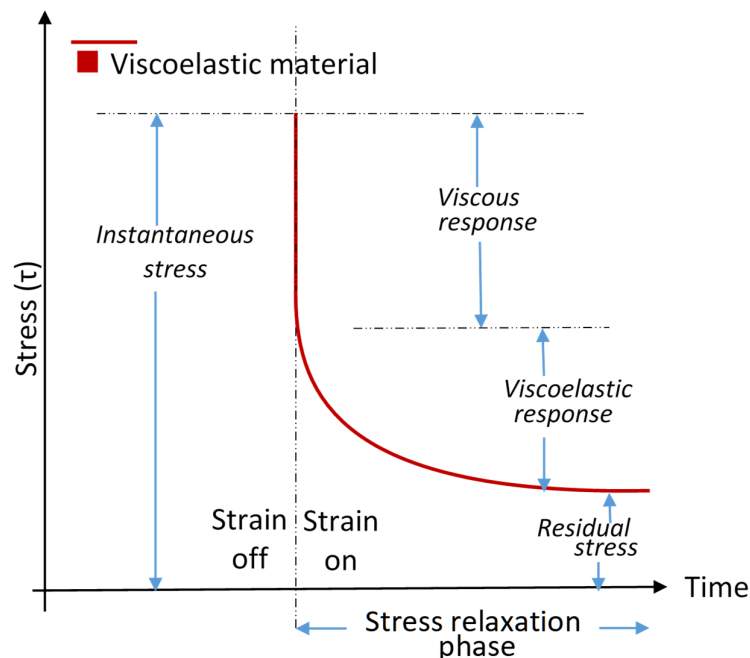 Viscoelastic material
Instantaneous
stress
Viscous
response
Stress (τ)
Viscoelastic
response
Strain
off
Strain
on
Residual
stress
Time
Stress relaxation
phase